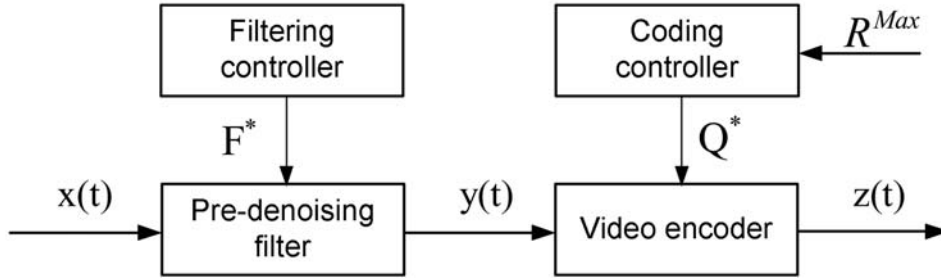 Filtering
controller
Coding
controller
R^Max
F*
Q*
x(t)
Pre-denoising
filter
y(t)
Video encoder
z(t)